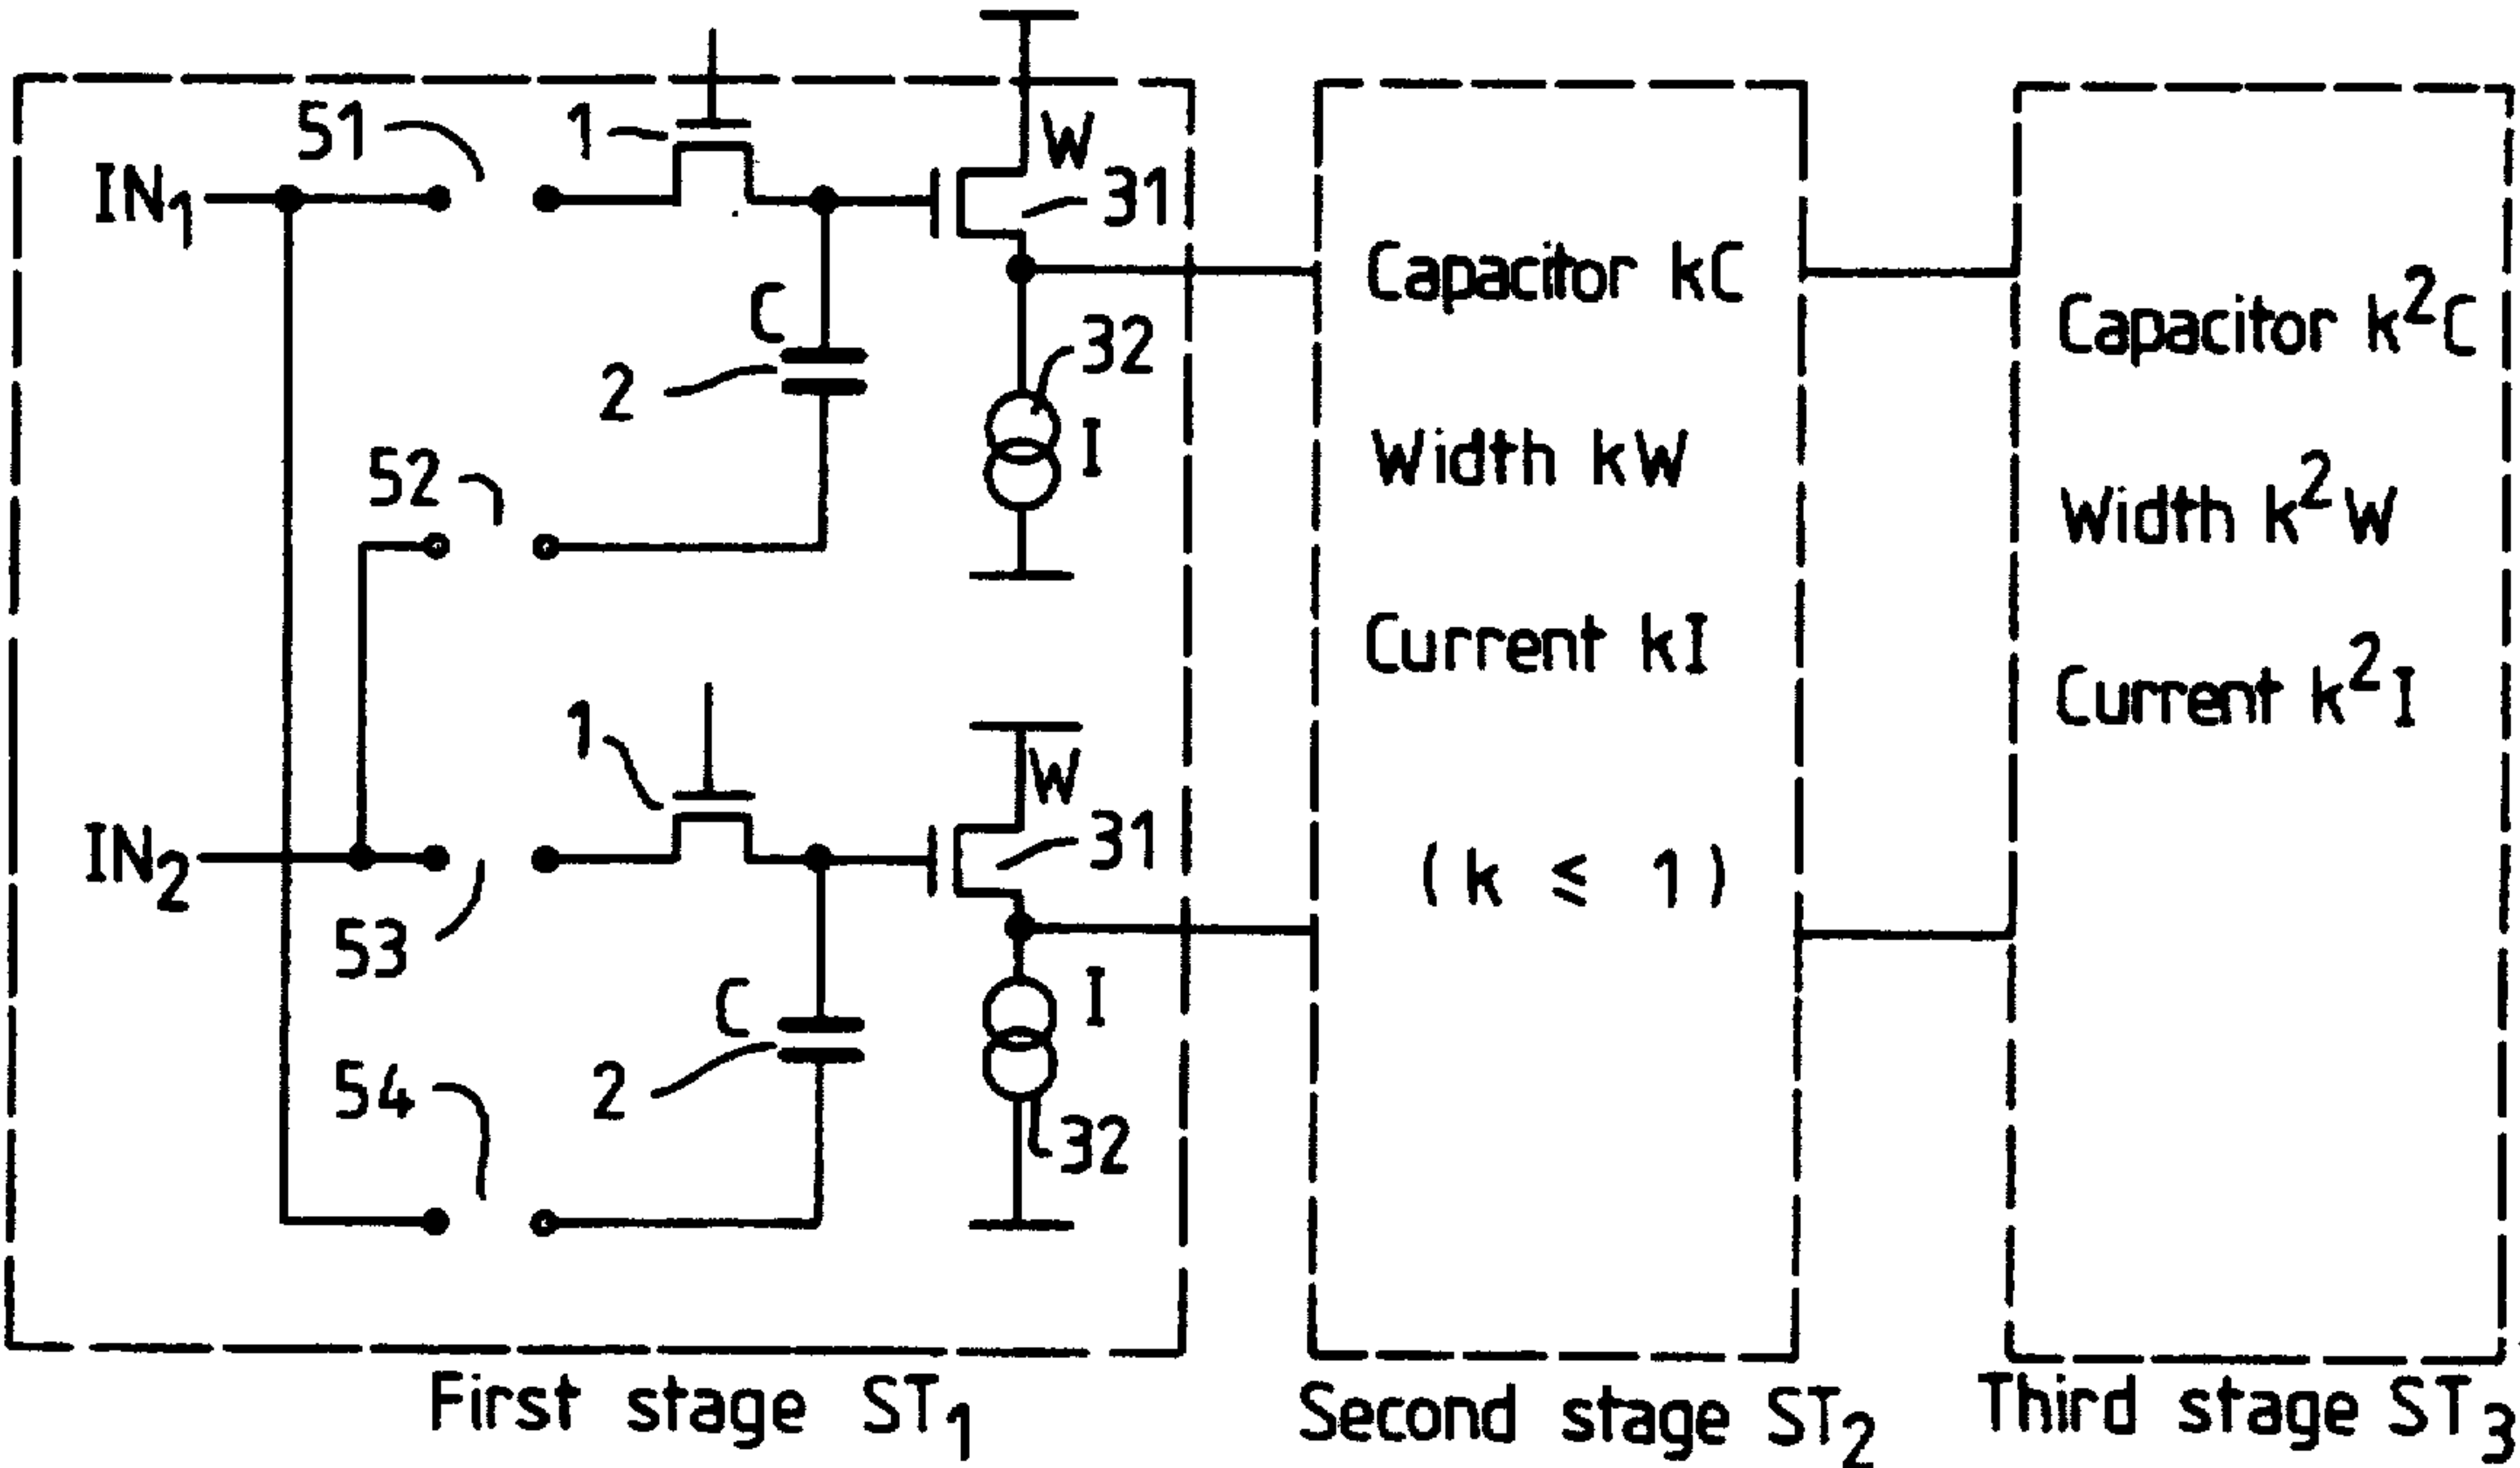 51
1
W
IN1
31
C
32
2
I
52
1
W
IN2
31
53
C
I
54
2
32
First stage ST1
Capacitor kC
Width kW
Current kI
(k ≤ 1)
Second stage ST2
Capacitor k²C
Width k²W
Current k²I
Third stage ST3